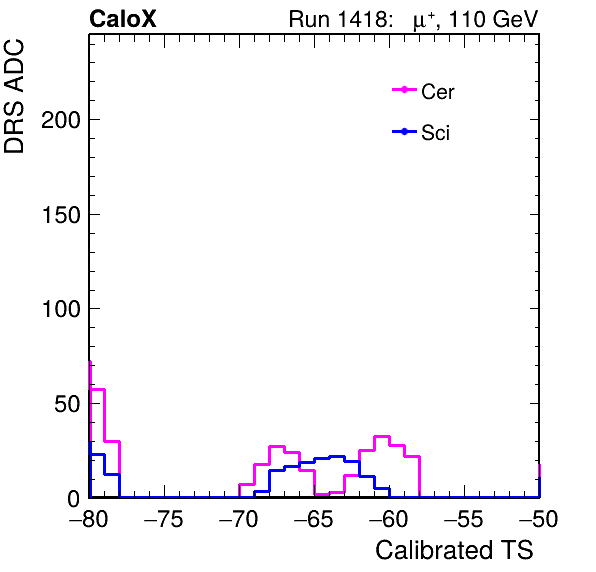 CaloX Run 1418: μ⁺, 110 GeV
DRS ADC
Cer
Sci
200
150
100
50
0
−80 −75 −70 −65 −60 −55 −50
Calibrated TS